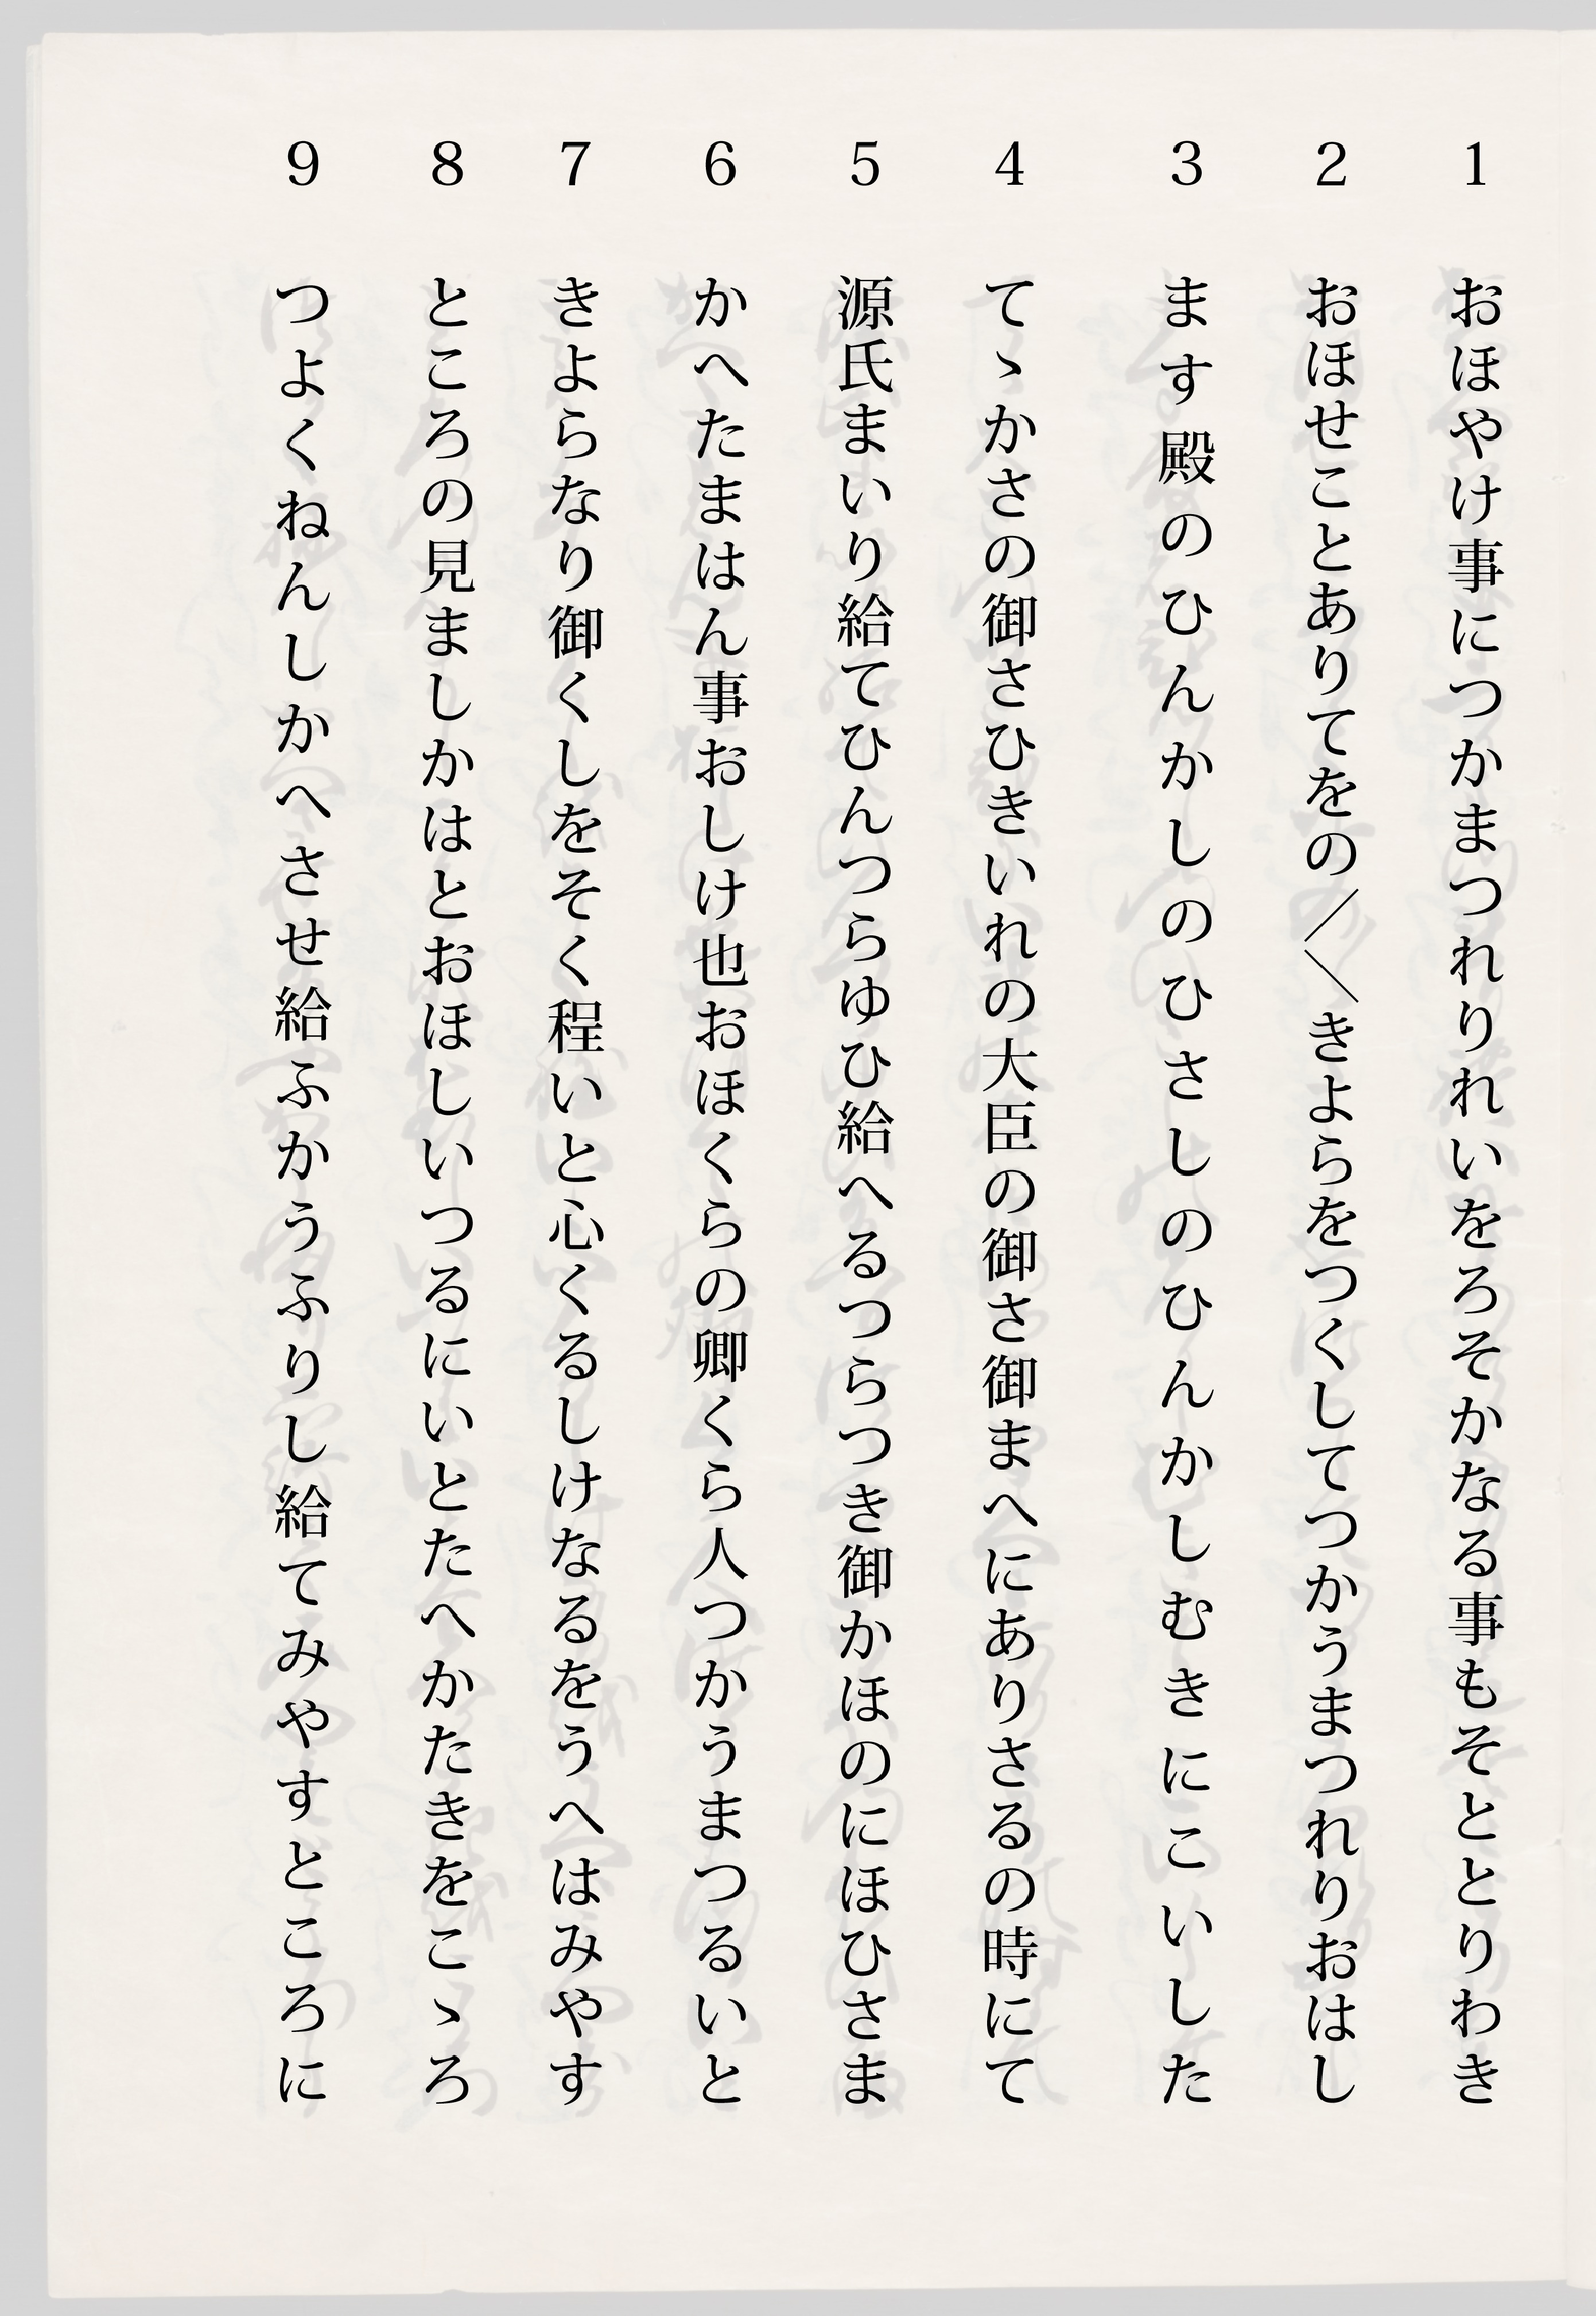 1 おほやけ事につかまつれりれいをろそかなる事もそととりわき
2 おほせことありてをの／＼きよらをつくしてつかうまつれりおはし
3 ます殿のひんかしのひさしのひんかしむきにこいした
4 てゝかさの御さひきいれの大臣の御さ御まへにありさるの時にて
5 源氏まいり給てひんつらゆひ給へるつらつき御かほのにほひさま
6 かへたまはん事おしけ也おほくらの卿くら人つかうまつるいと
7 きよらなり御くしをそく程いと心くるしけなるをうへはみやす
8 ところの見ましかはとおほしいつるにいとたへかたきをこゝろ
9 つよくねんしかへさせ給ふかうふりし給てみやすところに